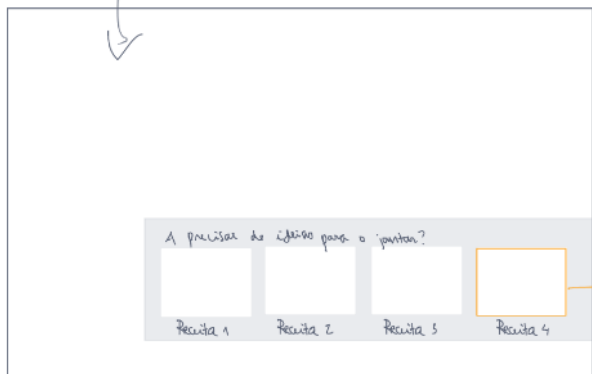 A precisar de ideias para o jantar?
Receita 1 Receita 2 Receita 3 Receita 4